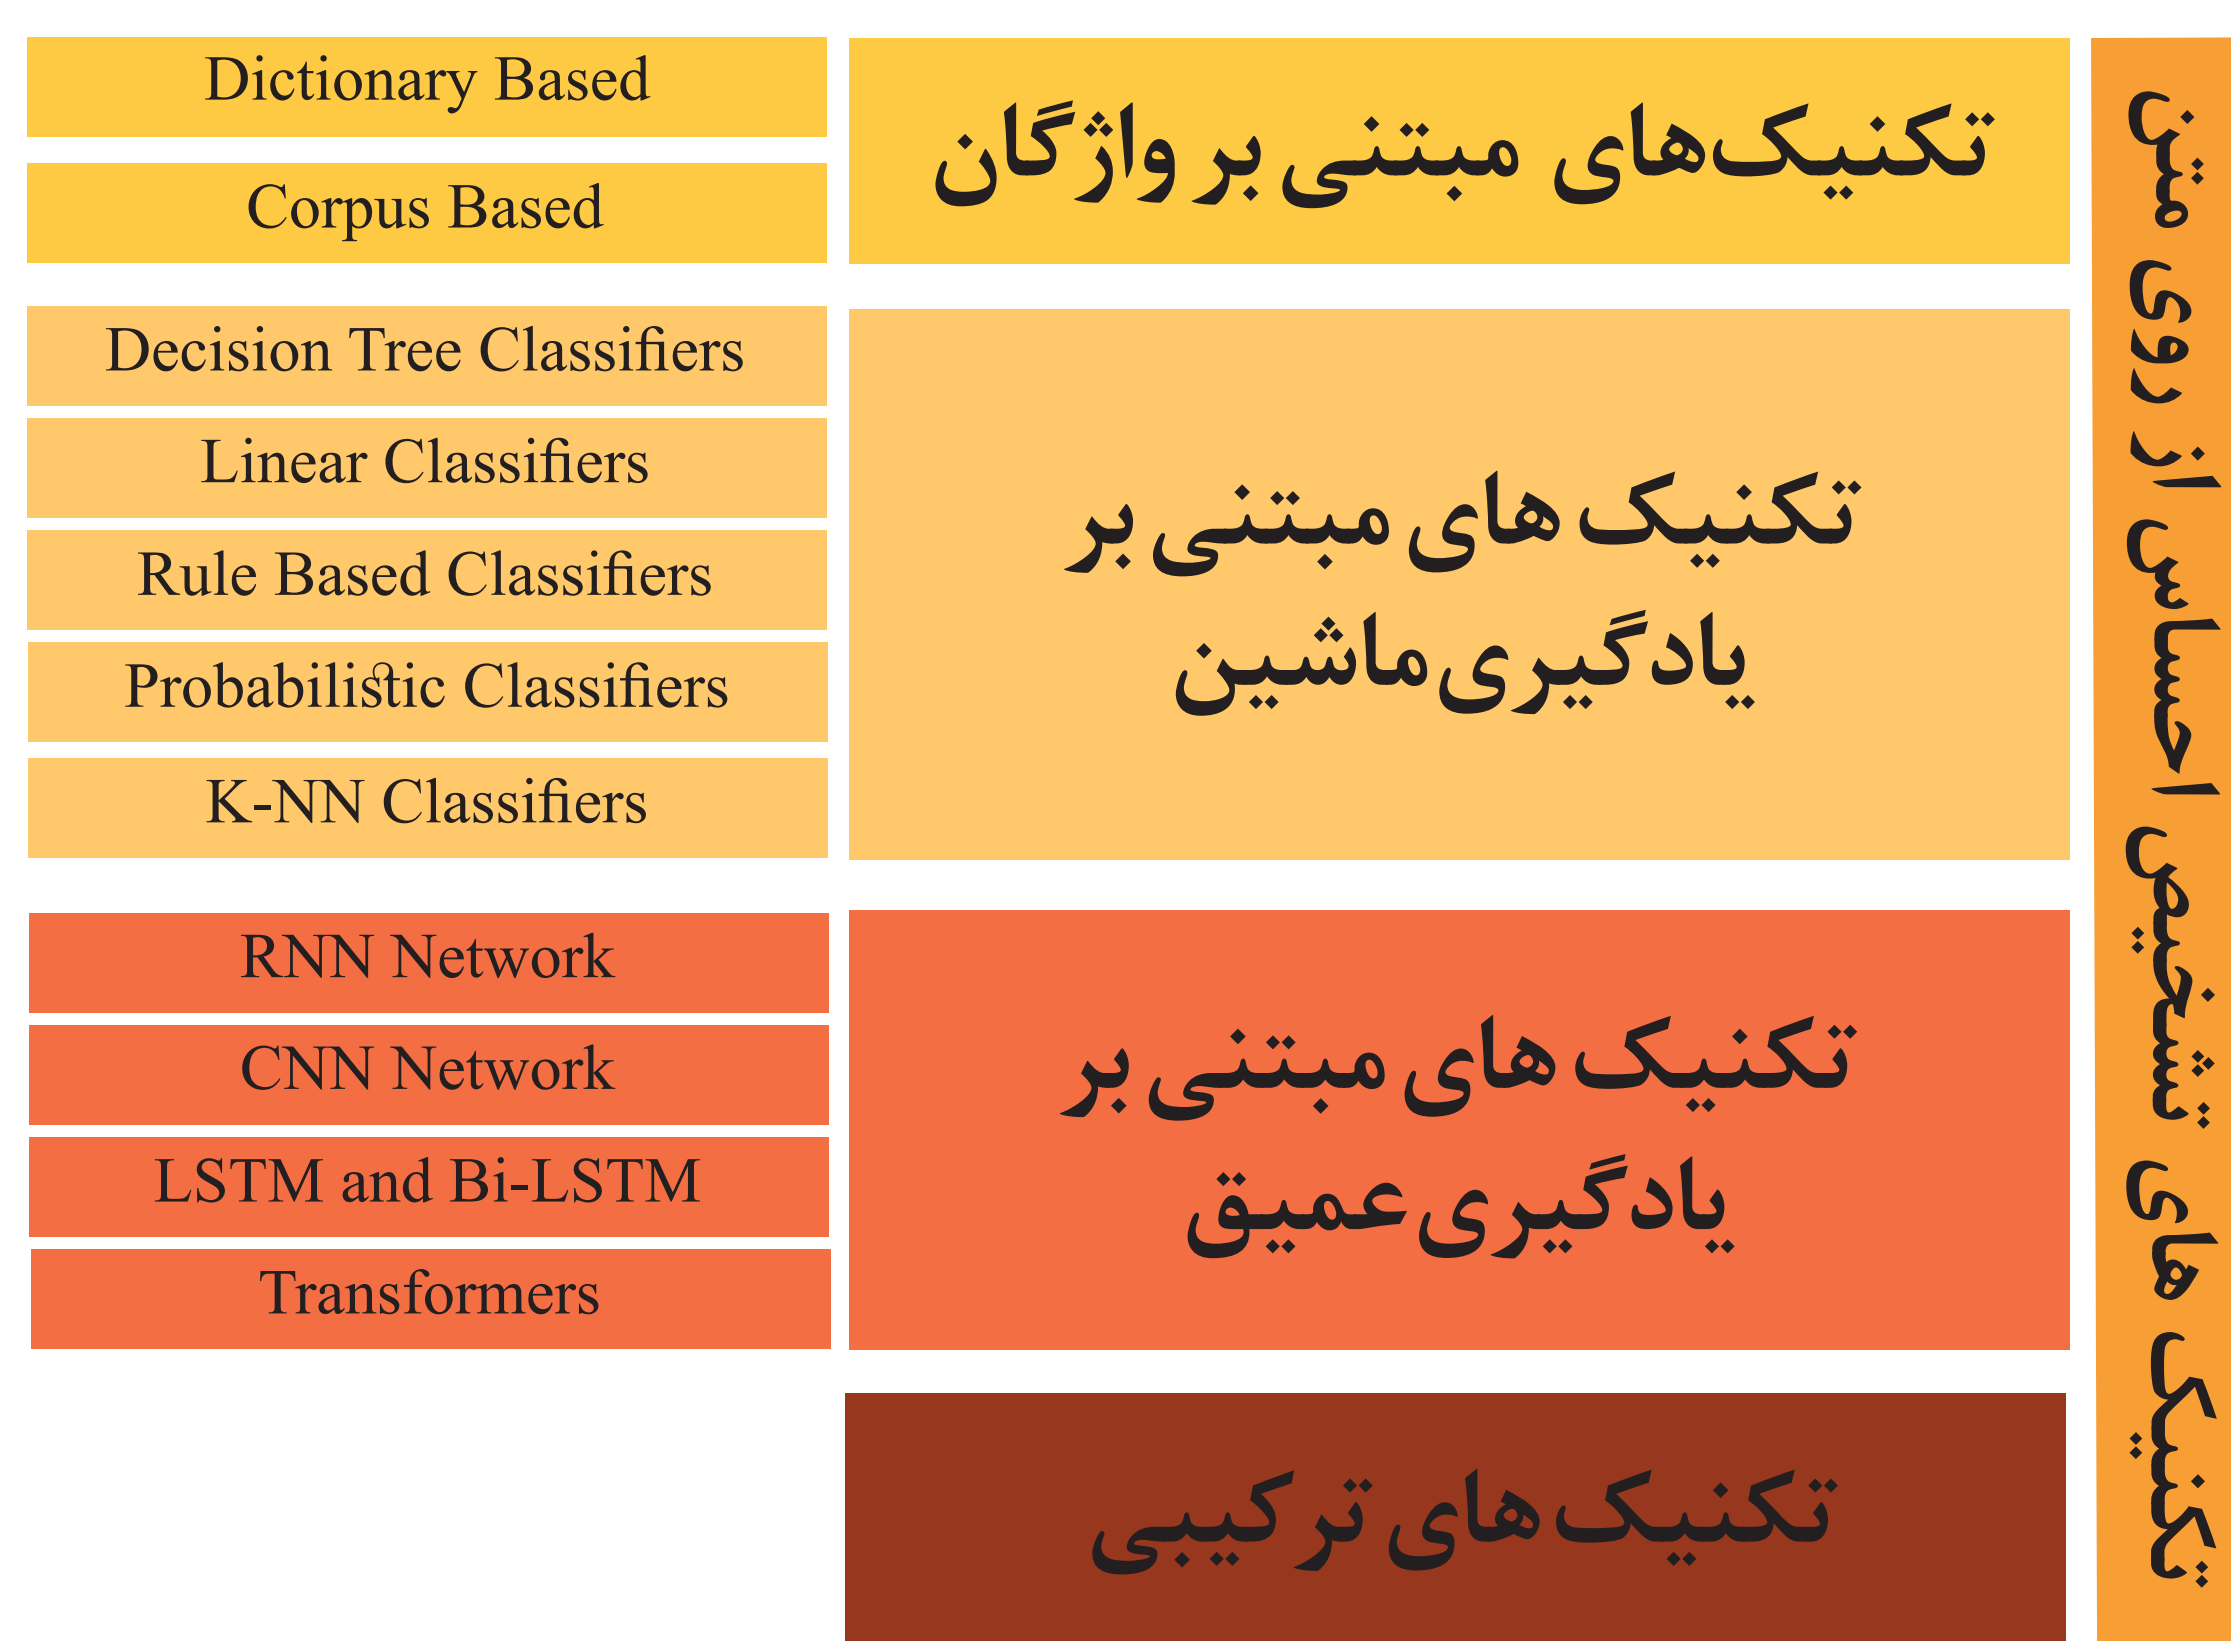 تکنیک های تشخیص احساس از روی متن
تکنیک‌های مبتنی بر واژگان
Dictionary Based
Corpus Based
تکنیک های مبتنی بر
یادگیری ماشین
Decision Tree Classifiers
Linear Classifiers
Rule Based Classifiers
Probabilistic Classifiers
K-NN Classifiers
تکنیک های مبتنی بر
یادگیری عمیق
RNN Network
CNN Network
LSTM and Bi-LSTM
Transformers
تکنیک های ترکیبی